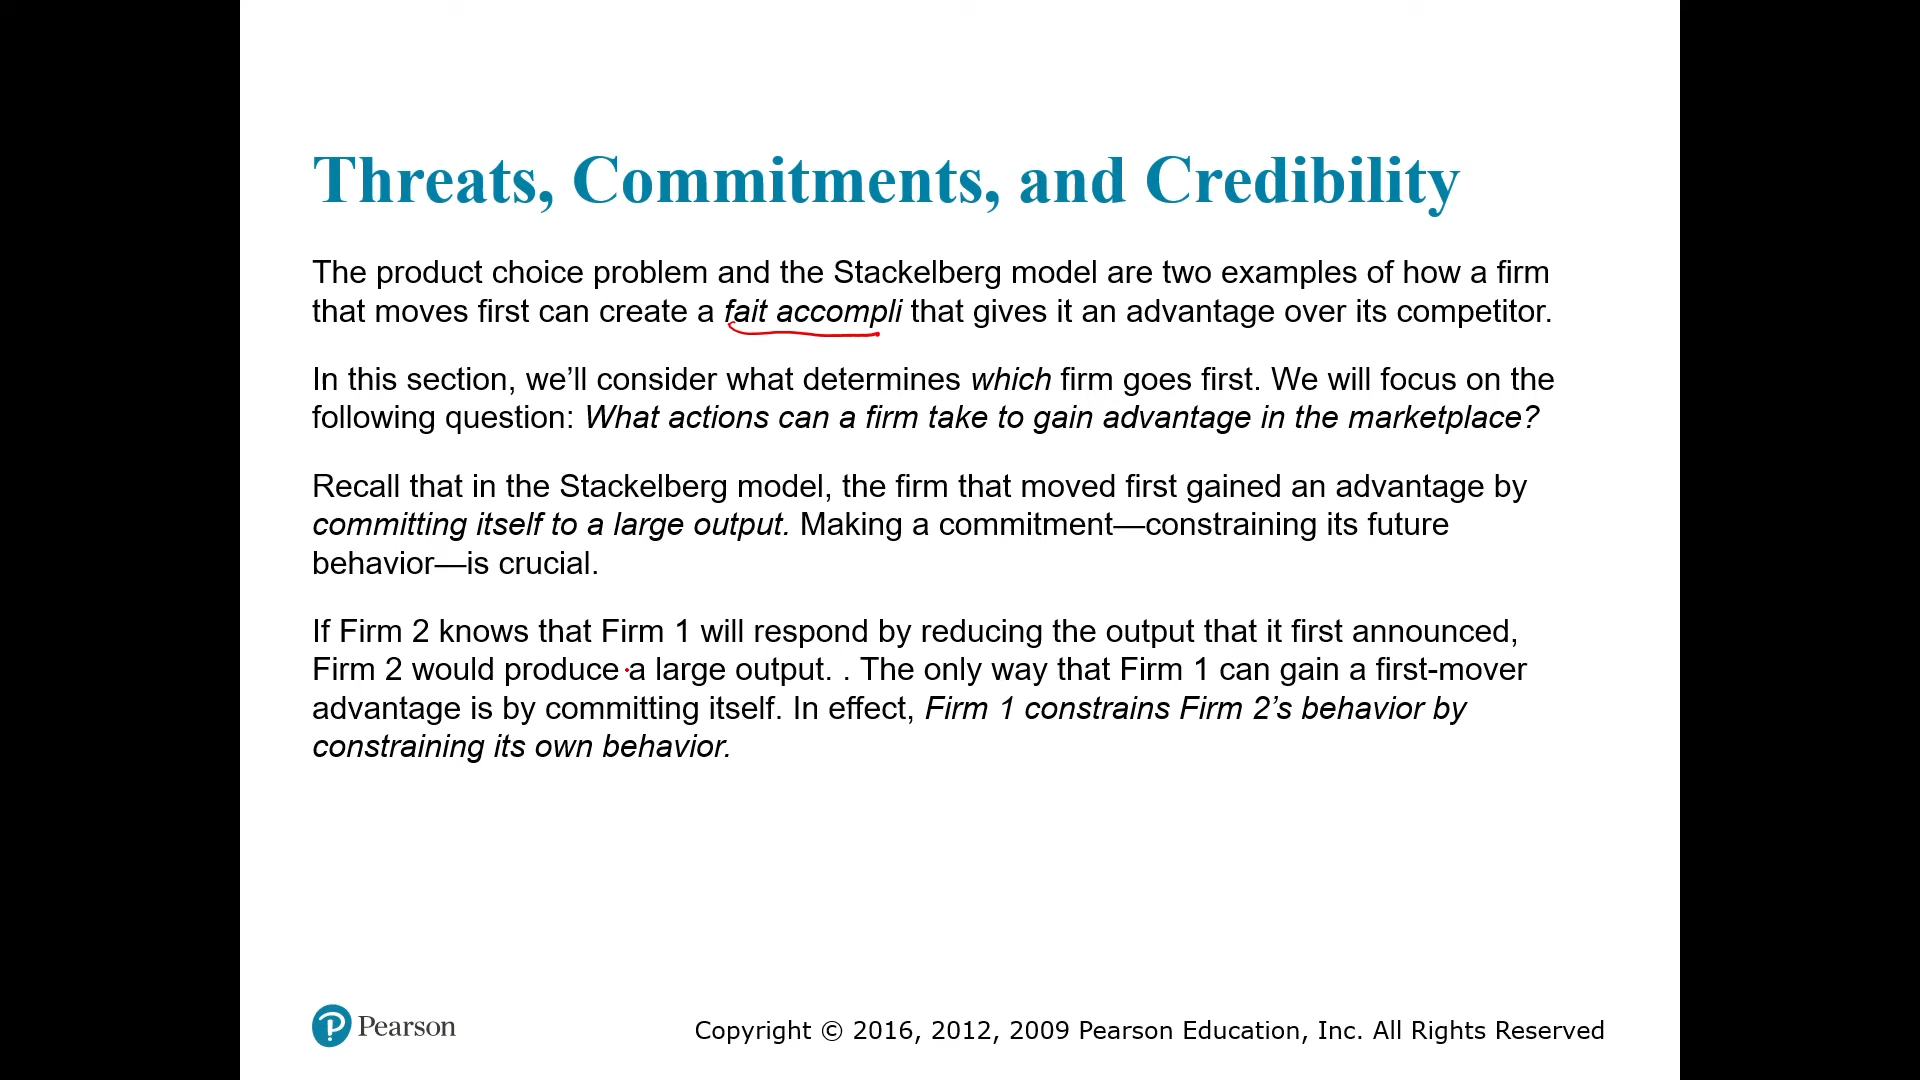 Threats, Commitments, and Credibility
The product choice problem and the Stackelberg model are two examples of how a firm
that moves first can create a fait accompli that gives it an advantage over its competitor.
In this section, we’ll consider what determines which firm goes first. We will focus on the
following question: What actions can a firm take to gain advantage in the marketplace?
Recall that in the Stackelberg model, the firm that moved first gained an advantage by
committing itself to a large output. Making a commitment—constraining its future
behavior—is crucial.
If Firm 2 knows that Firm 1 will respond by reducing the output that it first announced,
Firm 2 would produce a large output. . The only way that Firm 1 can gain a first-mover
advantage is by committing itself. In effect, Firm 1 constrains Firm 2’s behavior by
constraining its own behavior.
Pearson
Copyright © 2016, 2012, 2009 Pearson Education, Inc. All Rights Reserved